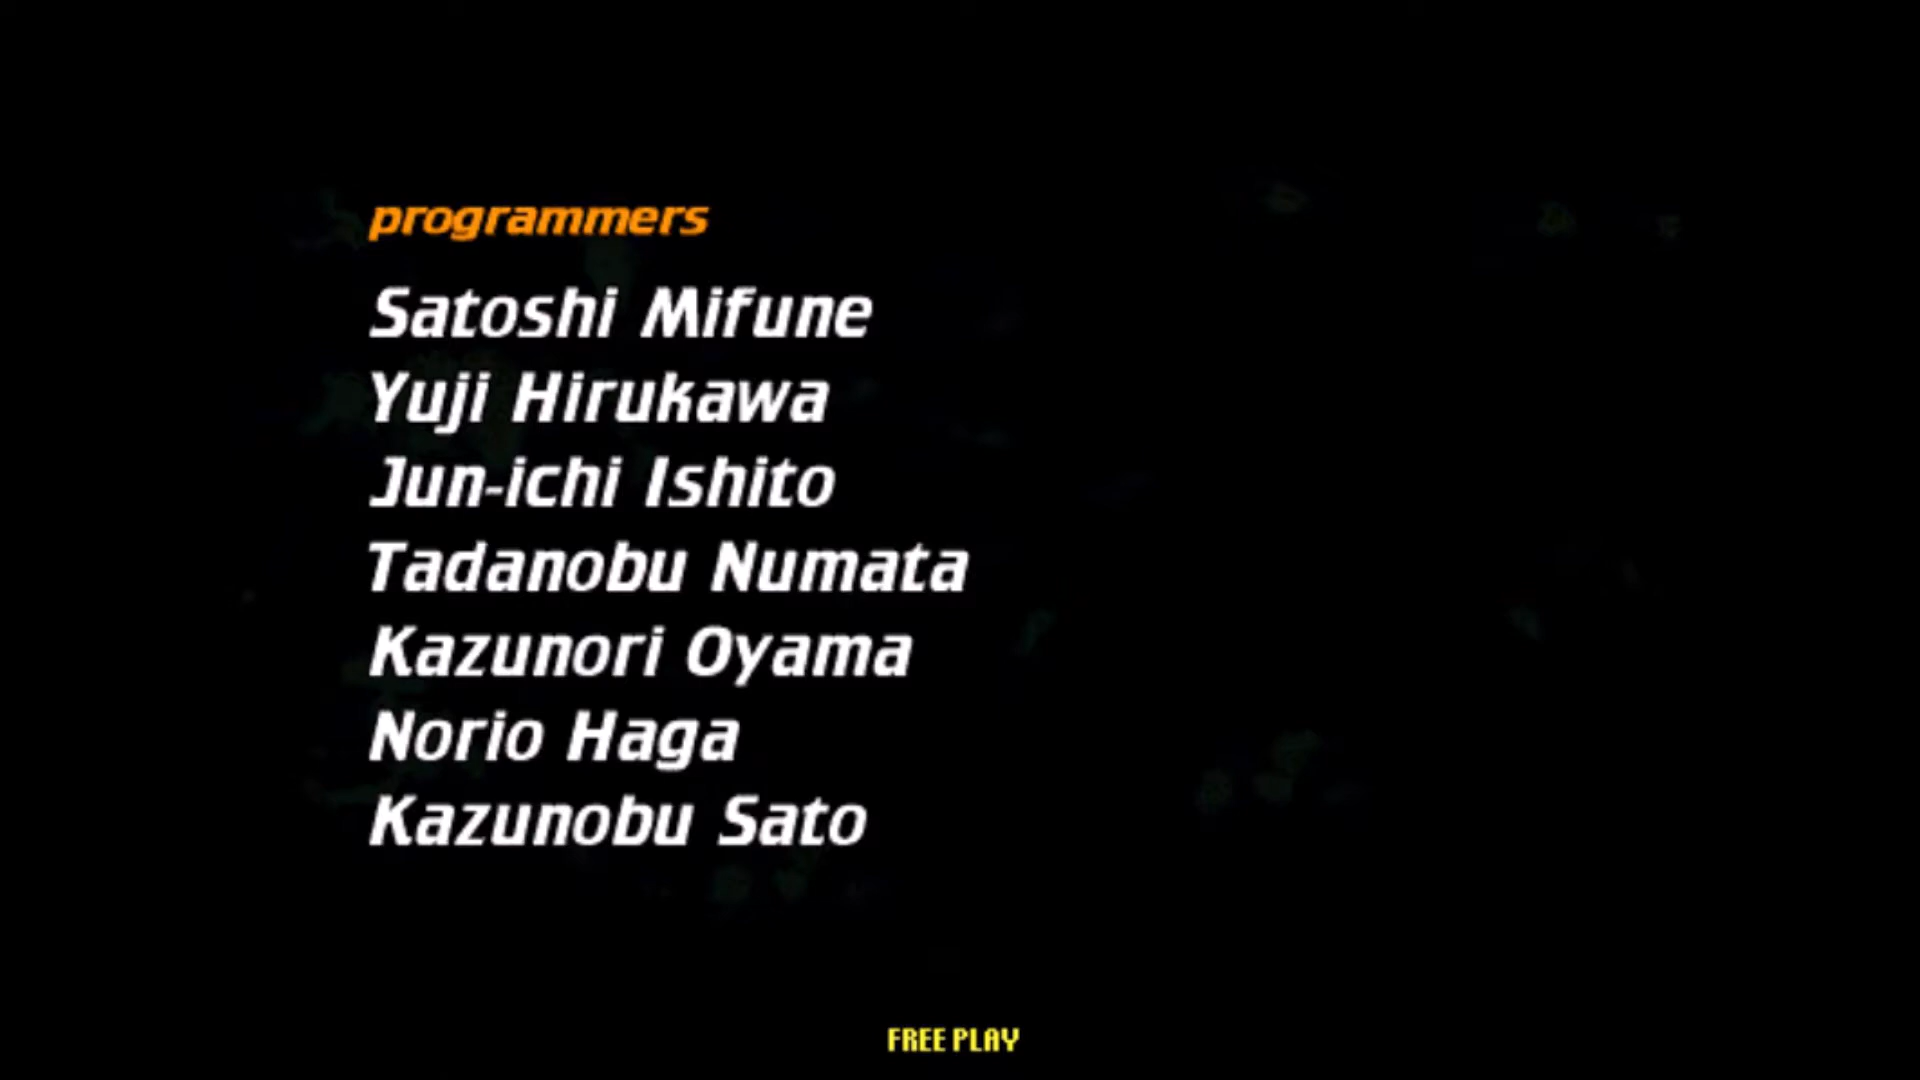 programmers
Satoshi Mifune
Yuji Hirukawa
Jun-ichi Ishito
Tadanobu Numata
Kazunori Oyama
Norio Haga
Kazunobu Sato
FREE PLAY